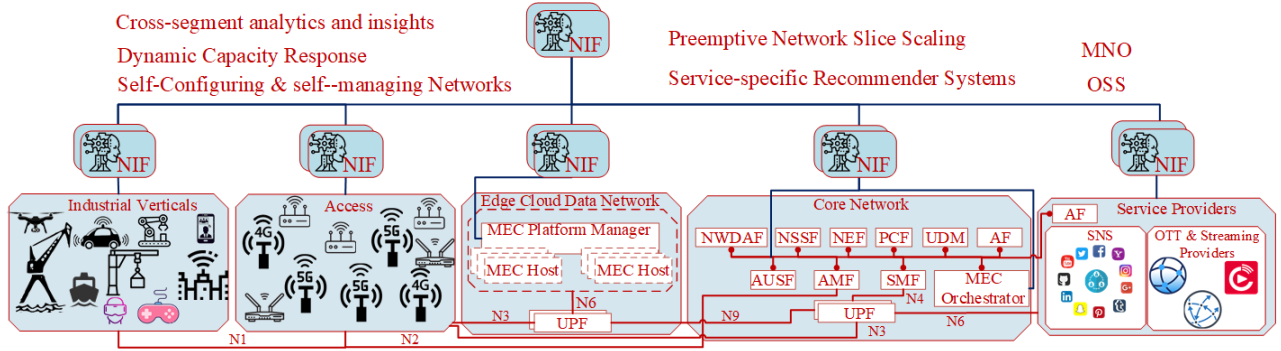 Cross-segment analytics and insights
Dynamic Capacity Response
Self-Configuring & self--managing Networks
NIF
Preemptive Network Slice Scaling
Service-specific Recommender Systems
MNO
OSS
NIF
NIF
NIF
NIF
NIF
Industrial Verticals
Access
4G
5G
5G
5G
4G
Edge Cloud Data Network
MEC Platform Manager
MEC Host
MEC Host
N6
N3
UPF
Core Network
NWDAF
NSSF
NEF
PCF
UDM
AF
AUSF
AMF
SMF
MEC
Orchestrator
N4
N9
UPF
N6
N3
N1
N2
AF
Service Providers
SNS
OTT & Streaming
Providers